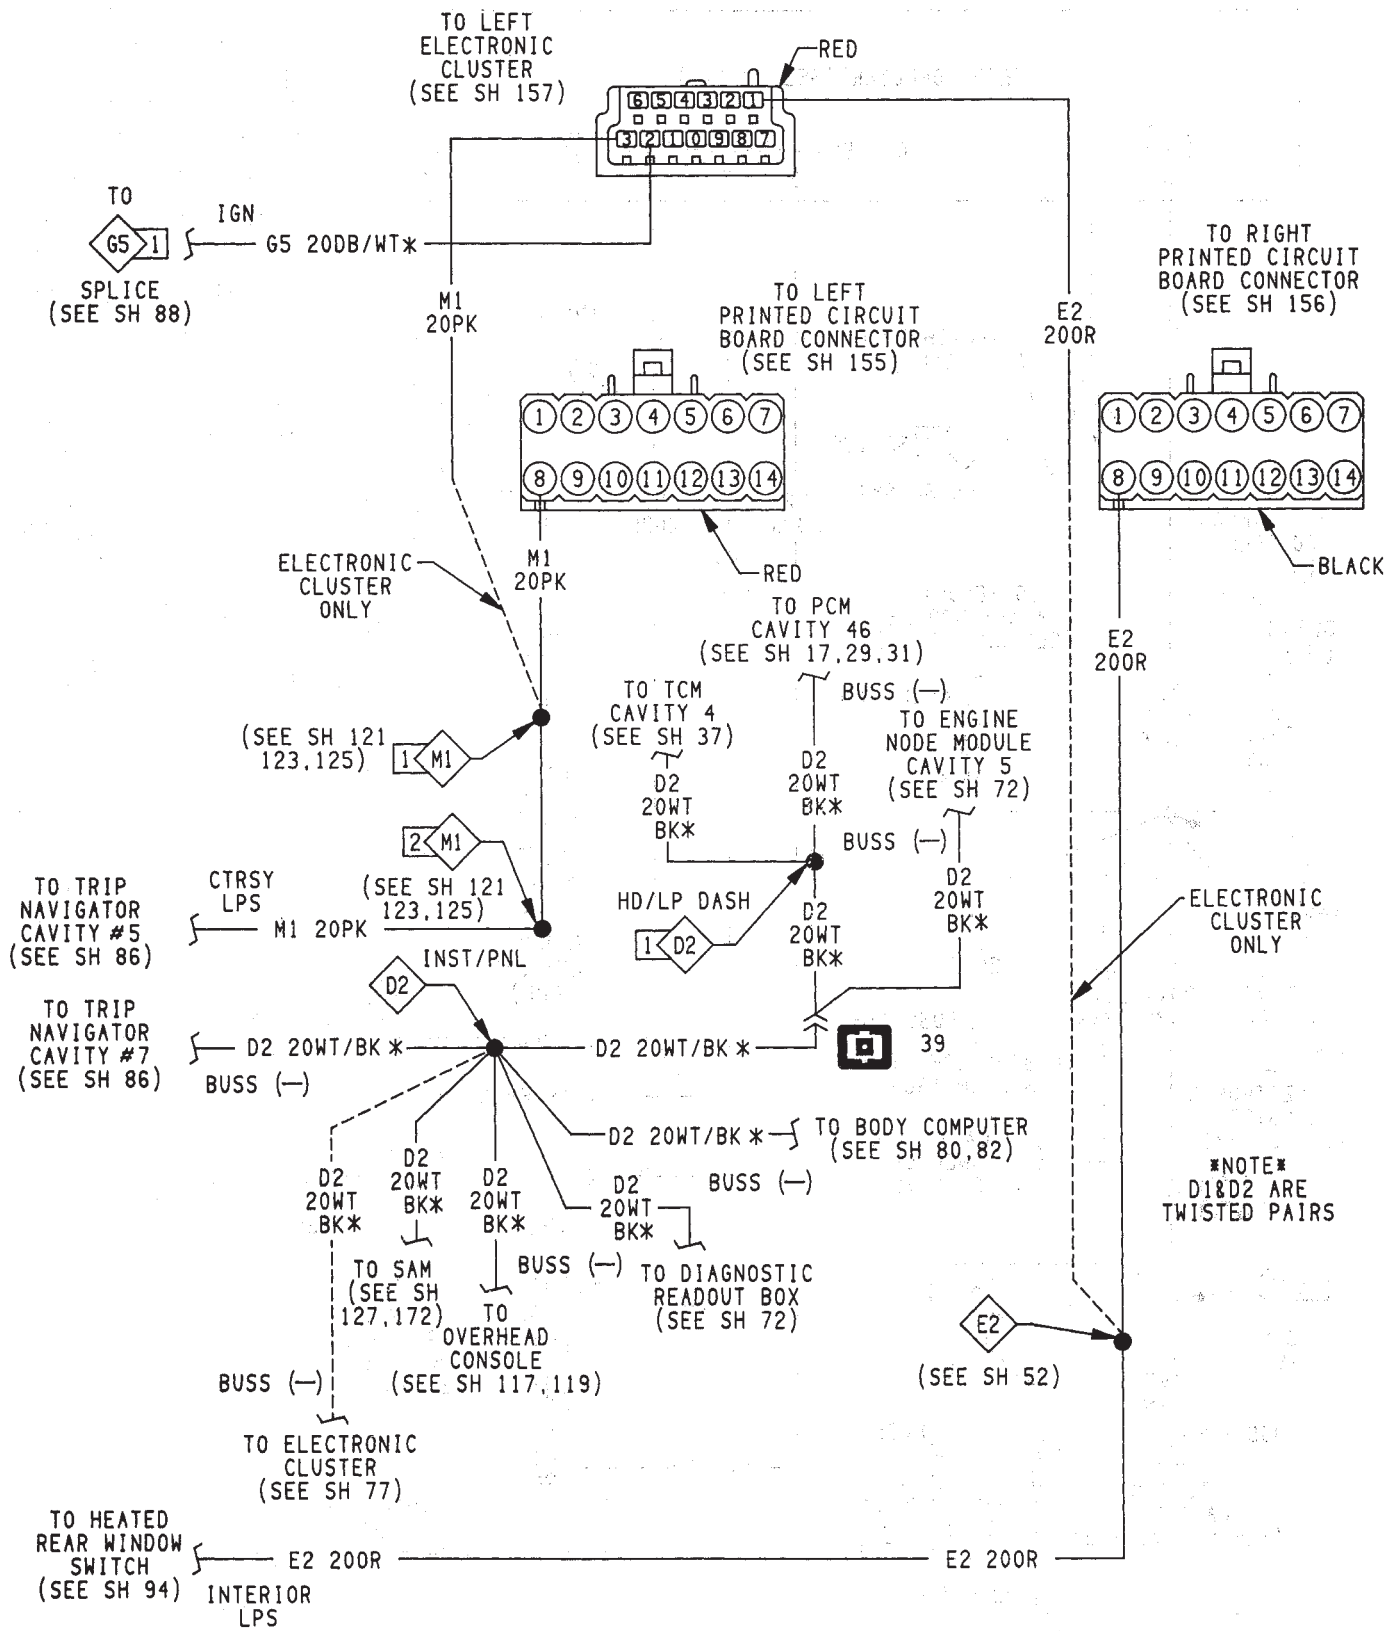 TO LEFT
ELECTRONIC
CLUSTER
(SEE SH 157)
RED
6 5 4 3 2 1
3 2 1 0 9 8 7
TO
G5 1
SPLICE
(SEE SH 88)
IGN
G5 20DB/WT*
M1
20PK
TO LEFT
PRINTED CIRCUIT
BOARD CONNECTOR
(SEE SH 155)
E2
20OR
TO RIGHT
PRINTED CIRCUIT
BOARD CONNECTOR
(SEE SH 156)
1 2 3 4 5 6 7
8 9 10 11 12 13 14
RED
1 2 3 4 5 6 7
8 9 10 11 12 13 14
BLACK
ELECTRONIC
CLUSTER
ONLY
M1
20PK
TO PCM
CAVITY 46
(SEE SH 17,29,31)
BUSS (—)
E2
20OR
TO TCM
CAVITY 4
(SEE SH 37)
TO ENGINE
NODE MODULE
CAVITY 5
(SEE SH 72)
(SEE SH 121
123,125)
1 M1
D2
20WT
BK*
D2
20WT
BK*
BUSS (—)
2 M1
(SEE SH 121
123,125)
TO TRIP
NAVIGATOR
CAVITY #5
(SEE SH 86)
CTRSY
LPS
M1 20PK
HD/LP DASH
1 D2
D2
20WT
BK*
D2
20WT
BK*
ELECTRONIC
CLUSTER
ONLY
INST/PNL
D2
TO TRIP
NAVIGATOR
CAVITY #7
(SEE SH 86)
D2 20WT/BK *
BUSS (—)
D2 20WT/BK *
39
D2 20WT/BK *
TO BODY COMPUTER
(SEE SH 80,82)
BUSS (—)
*NOTE*
D1&D2 ARE
TWISTED PAIRS
D2
20WT
BK*
D2
20WT
BK*
D2
20WT
BK*
D2
20WT
BK*
BUSS (—)
TO SAM
(SEE SH
127,172)
TO
OVERHEAD
CONSOLE
(SEE SH 117,119)
TO DIAGNOSTIC
READOUT BOX
(SEE SH 72)
E2
(SEE SH 52)
BUSS (—)
TO ELECTRONIC
CLUSTER
(SEE SH 77)
TO HEATED
REAR WINDOW
SWITCH
(SEE SH 94)
E2 20OR
INTERIOR
LPS
E2 20OR